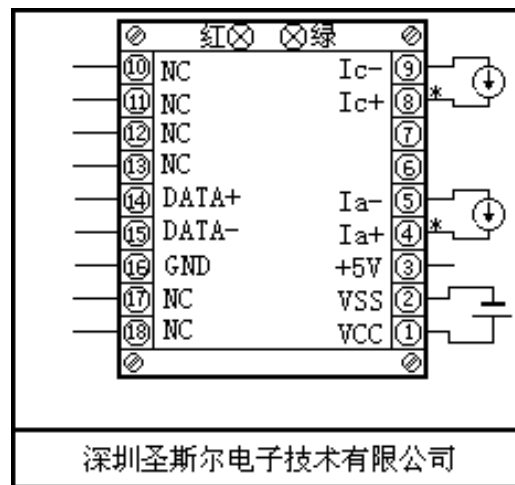 红 绿
⑩ NC Ic- ⑨
⑪ NC Ic+ ⑧ *
⑫ NC ⑦
⑬ NC ⑥
⑭ DATA+ Ia- ⑤
⑮ DATA- Ia+ ④ *
⑯ GND +5V ③
⑰ NC VSS ②
⑱ NC VCC ①
深圳圣斯尔电子技术有限公司